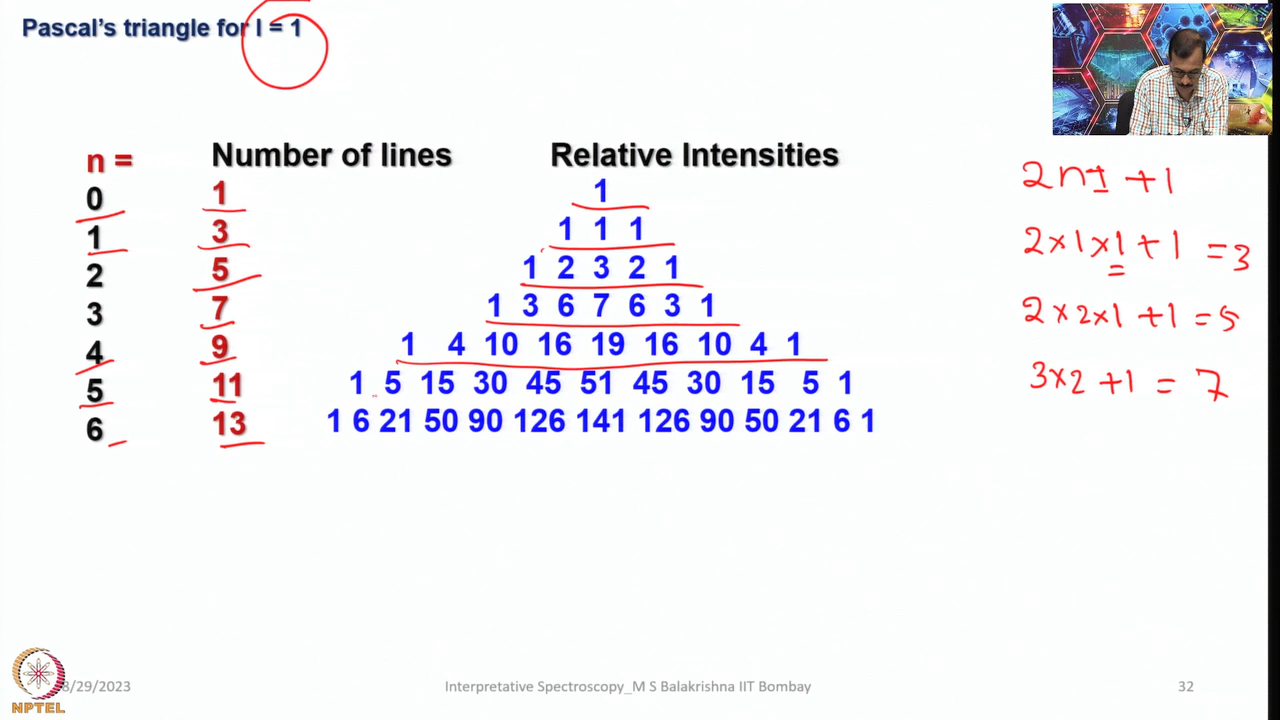 Pascal's triangle for I = 1
n = Number of lines Relative Intensities
0 1 1
1 3 1 1 1
2 5 1 2 3 2 1
3 7 1 3 6 7 6 3 1
4 9 1 4 10 16 19 16 10 4 1
5 11 1 5 15 30 45 51 45 30 15 5 1
6 13 1 6 21 50 90 126 141 126 90 50 21 6 1
2nI + 1
2×1×1 + 1 = 3
2×2×1 + 1 = 5
3×2 + 1 = 7
8/29/2023 Interpretative Spectroscopy_M S Balakrishna IIT Bombay 32
NPTEL